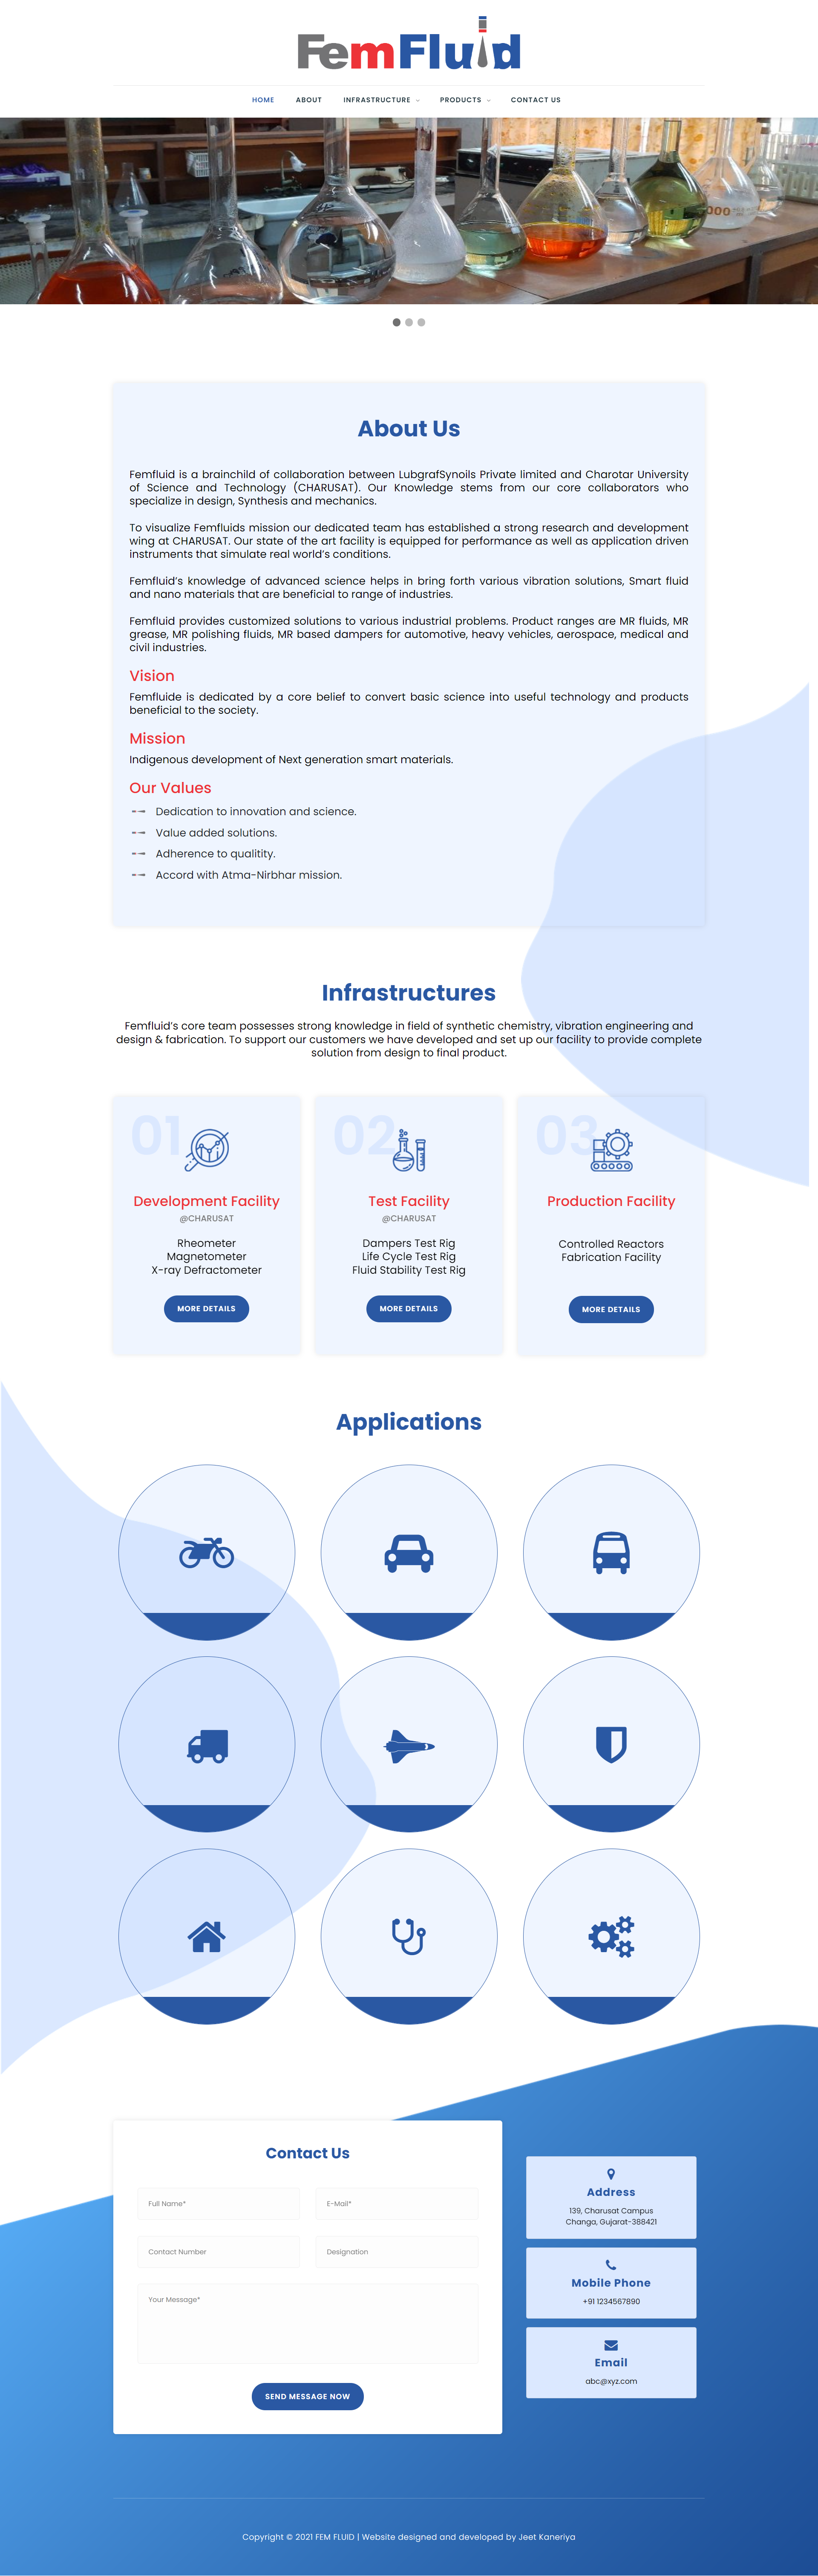 FemFluid
HOME ABOUT INFRASTRUCTURE PRODUCTS CONTACT US
About Us
Femfluid is a brainchild of collaboration between LubgrafSynoils Private limited and Charotar University
of Science and Technology (CHARUSAT). Our Knowledge stems from our core collaborators who
specialize in design, Synthesis and mechanics.
To visualize Femfluids mission our dedicated team has established a strong research and development
wing at CHARUSAT. Our state of the art facility is equipped for performance as well as application driven
instruments that simulate real world's conditions.
Femfluid's knowledge of advanced science helps in bring forth various vibration solutions, Smart fluid
and nano materials that are beneficial to range of industries.
Femfluid provides customized solutions to various industrial problems. Product ranges are MR fluids, MR
grease, MR polishing fluids, MR based dampers for automotive, heavy vehicles, aerospace, medical and
civil industries.
Vision
Femfluide is dedicated by a core belief to convert basic science into useful technology and products
beneficial to the society.
Mission
Indigenous development of Next generation smart materials.
Our Values
Dedication to innovation and science.
Value added solutions.
Adherence to qualitity.
Accord with Atma-Nirbhar mission.
Infrastructures
Femfluid's core team possesses strong knowledge in field of synthetic chemistry, vibration engineering and
design & fabrication. To support our customers we have developed and set up our facility to provide complete
solution from design to final product.
01
Development Facility
@CHARUSAT
Rheometer
Magnetometer
X-ray Defractometer
MORE DETAILS
02
Test Facility
@CHARUSAT
Dampers Test Rig
Life Cycle Test Rig
Fluid Stability Test Rig
MORE DETAILS
03
Production Facility
Controlled Reactors
Fabrication Facility
MORE DETAILS
Applications
Contact Us
Full Name*
E-Mail*
Contact Number
Designation
Your Message*
SEND MESSAGE NOW
Address
139, Charusat Campus
Changa, Gujarat-388421
Mobile Phone
+91 1234567890
Email
abc@xyz.com
Copyright © 2021 FEM FLUID | Website designed and developed by Jeet Kaneriya